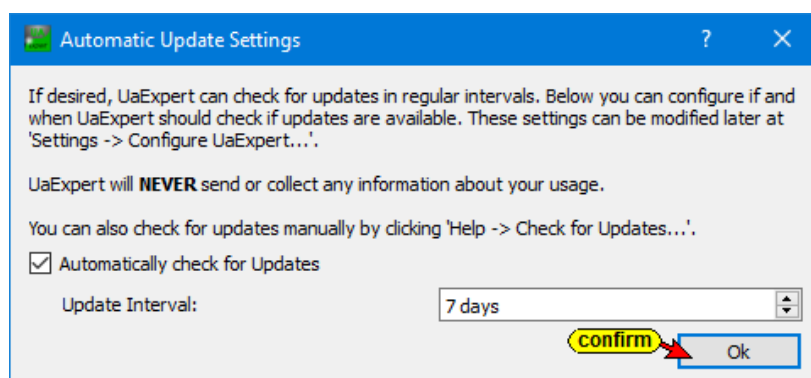 Automatic Update Settings
If desired, UaExpert can check for updates in regular intervals. Below you can configure if and
when UaExpert should check if updates are available. These settings can be modified later at
'Settings -> Configure UaExpert...'.
UaExpert will NEVER send or collect any information about your usage.
You can also check for updates manually by clicking 'Help -> Check for Updates...'.
Automatically check for Updates
Update Interval: 7 days
confirm Ok